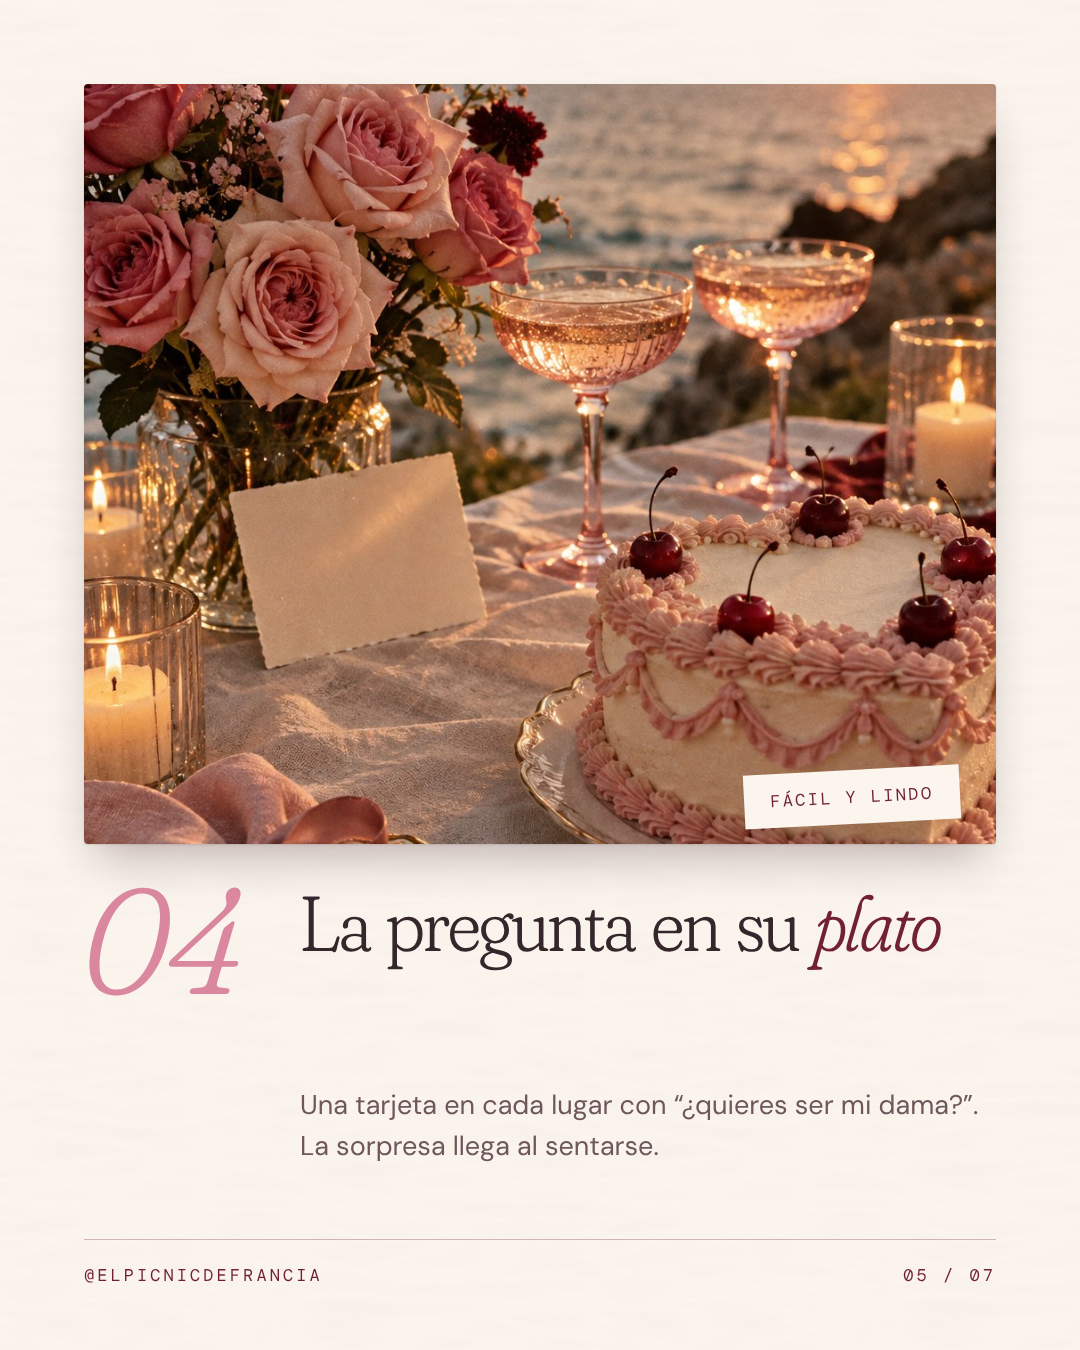 FÁCIL Y LINDO
04
La pregunta en su plato
Una tarjeta en cada lugar con “¿quieres ser mi dama?”.
La sorpresa llega al sentarse.
@ELPICNICDEFRANCIA
05 / 07